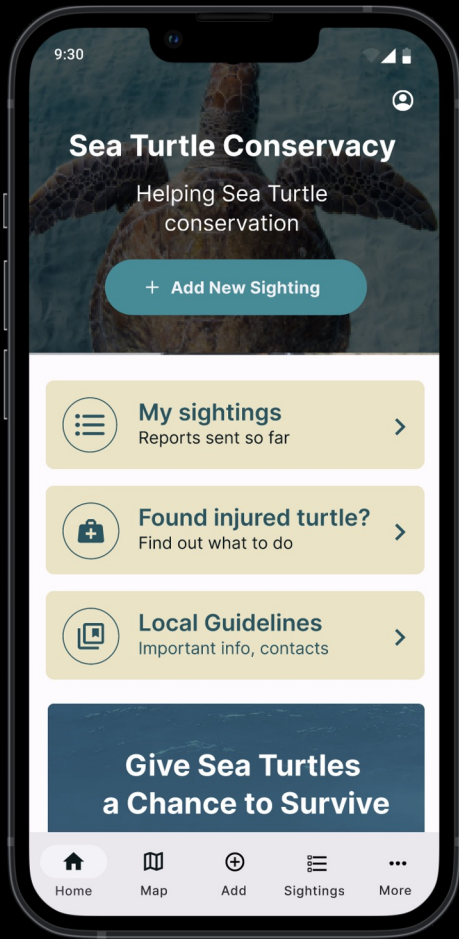 9:30
Sea Turtle Conservacy
Helping Sea Turtle
conservation
+ Add New Sighting
My sightings
Reports sent so far
Found injured turtle?
Find out what to do
Local Guidelines
Important info, contacts
Give Sea Turtles
a Chance to Survive
Home Map Add Sightings More